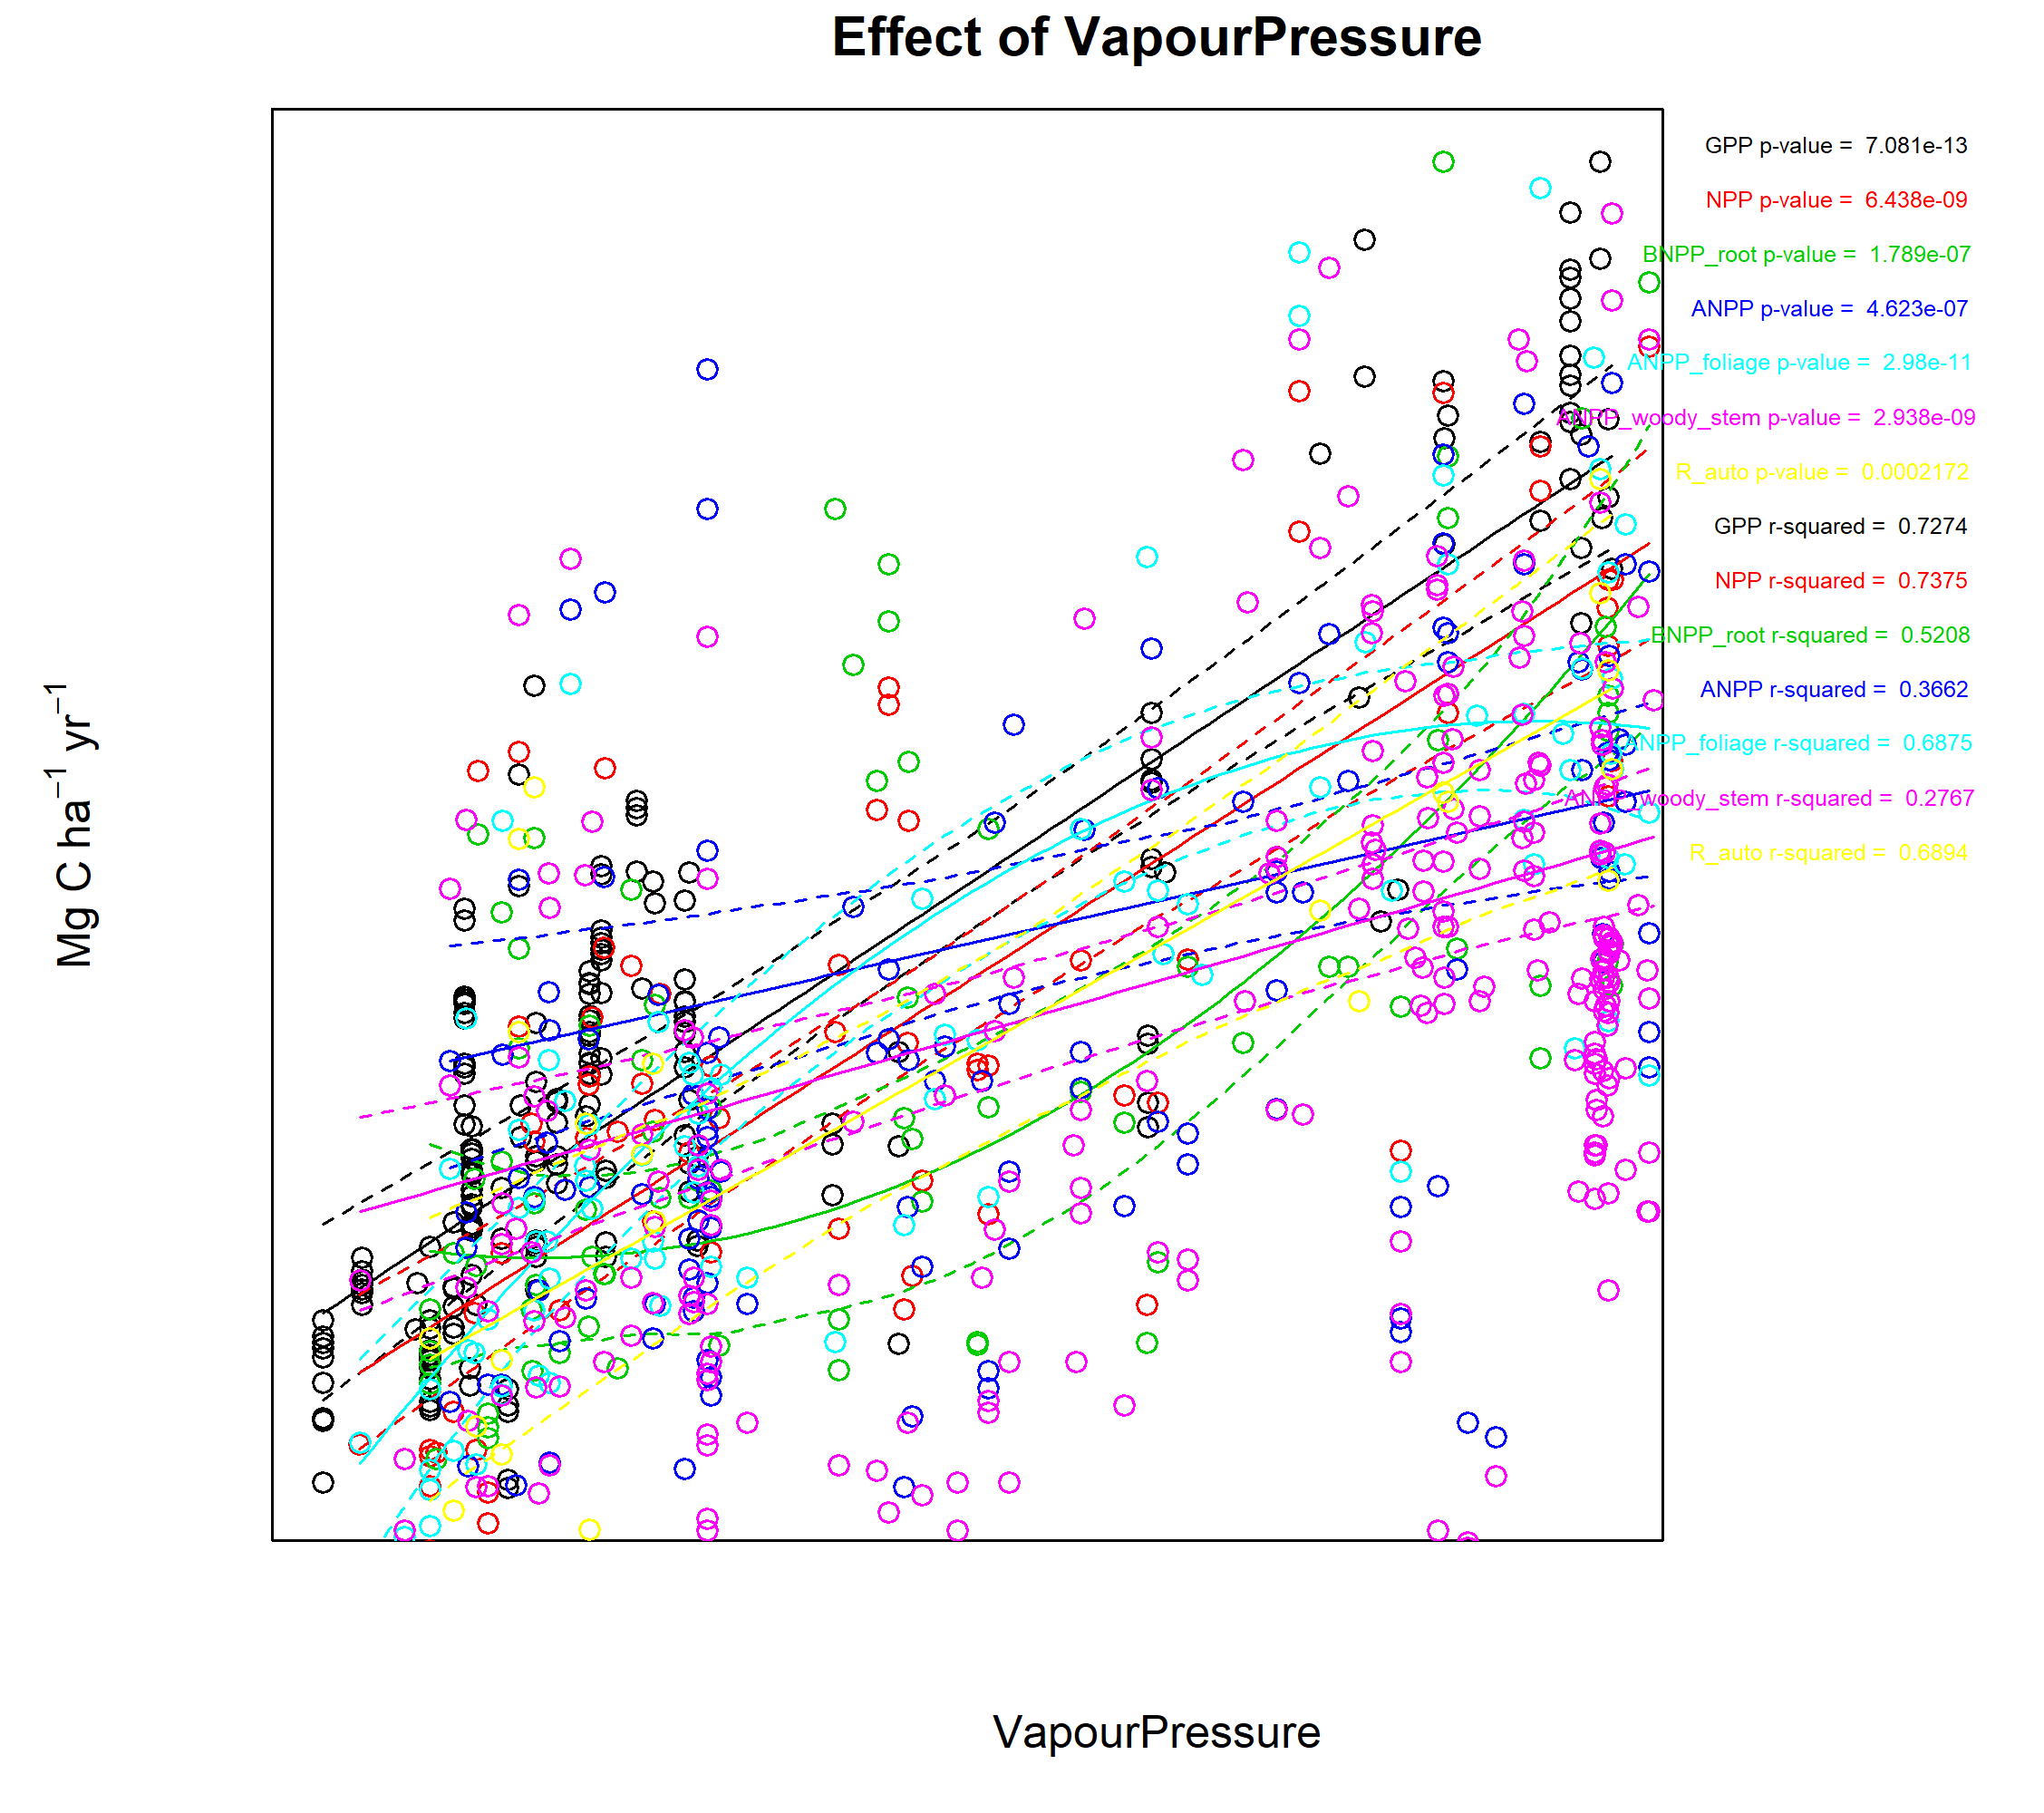 Effect of VapourPressure
GPP p-value = 7.081e-13
NPP p-value = 6.438e-09
BNPP_root p-value = 1.789e-07
ANPP p-value = 4.623e-07
ANPP_foliage p-value = 2.98e-11
ANPP_woody_stem p-value = 2.938e-09
R_auto p-value = 0.0002172
GPP r-squared = 0.7274
NPP r-squared = 0.7375
BNPP_root r-squared = 0.5208
ANPP r-squared = 0.3662
ANPP_foliage r-squared = 0.6875
ANPP_woody_stem r-squared = 0.2767
R_auto r-squared = 0.6894
Mg C ha⁻¹ yr⁻¹
VapourPressure